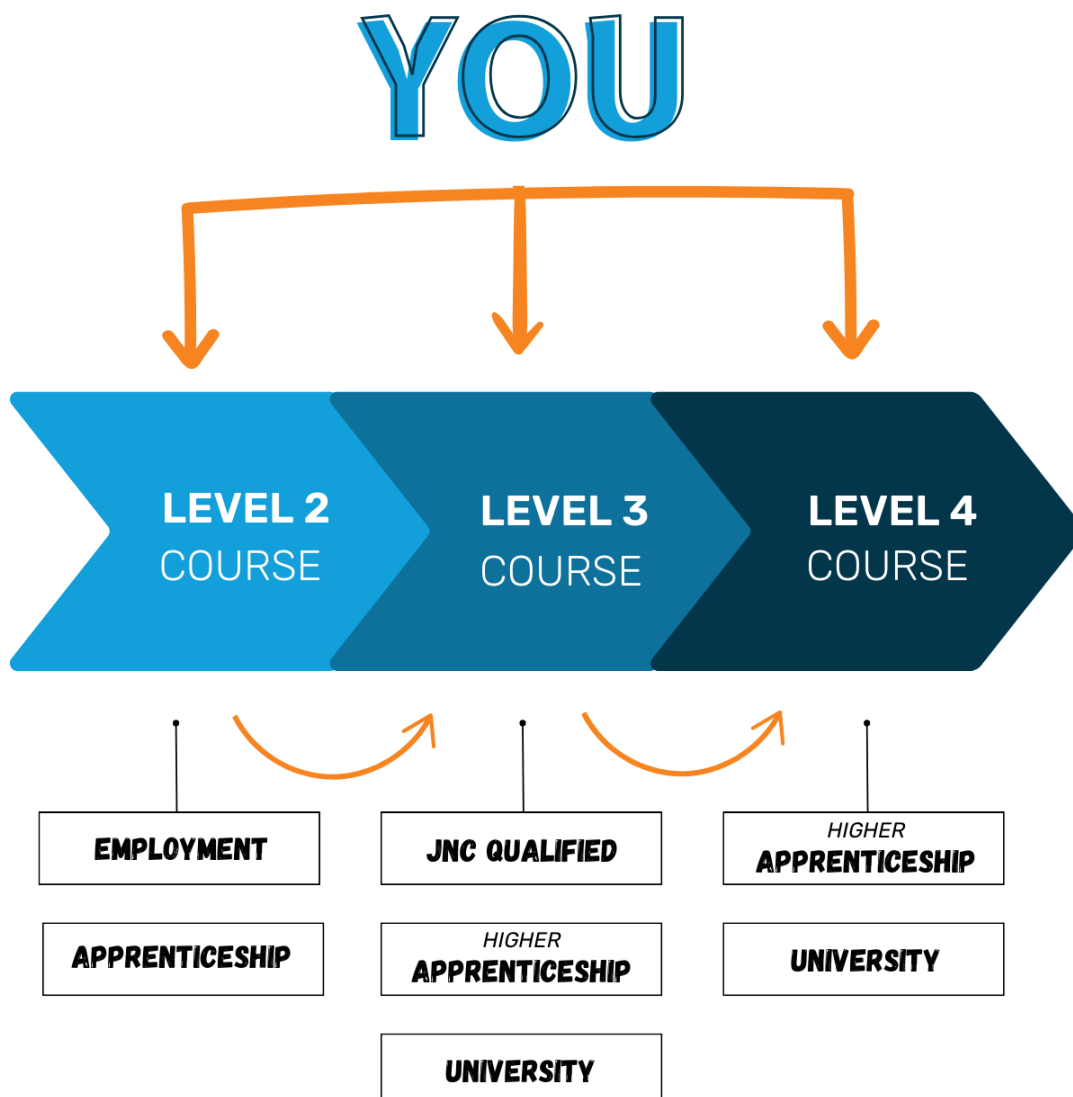 YOU
LEVEL 2
COURSE
LEVEL 3
COURSE
LEVEL 4
COURSE
EMPLOYMENT
APPRENTICESHIP
JNC QUALIFIED
HIGHER
APPRENTICESHIP
UNIVERSITY
HIGHER
APPRENTICESHIP
UNIVERSITY